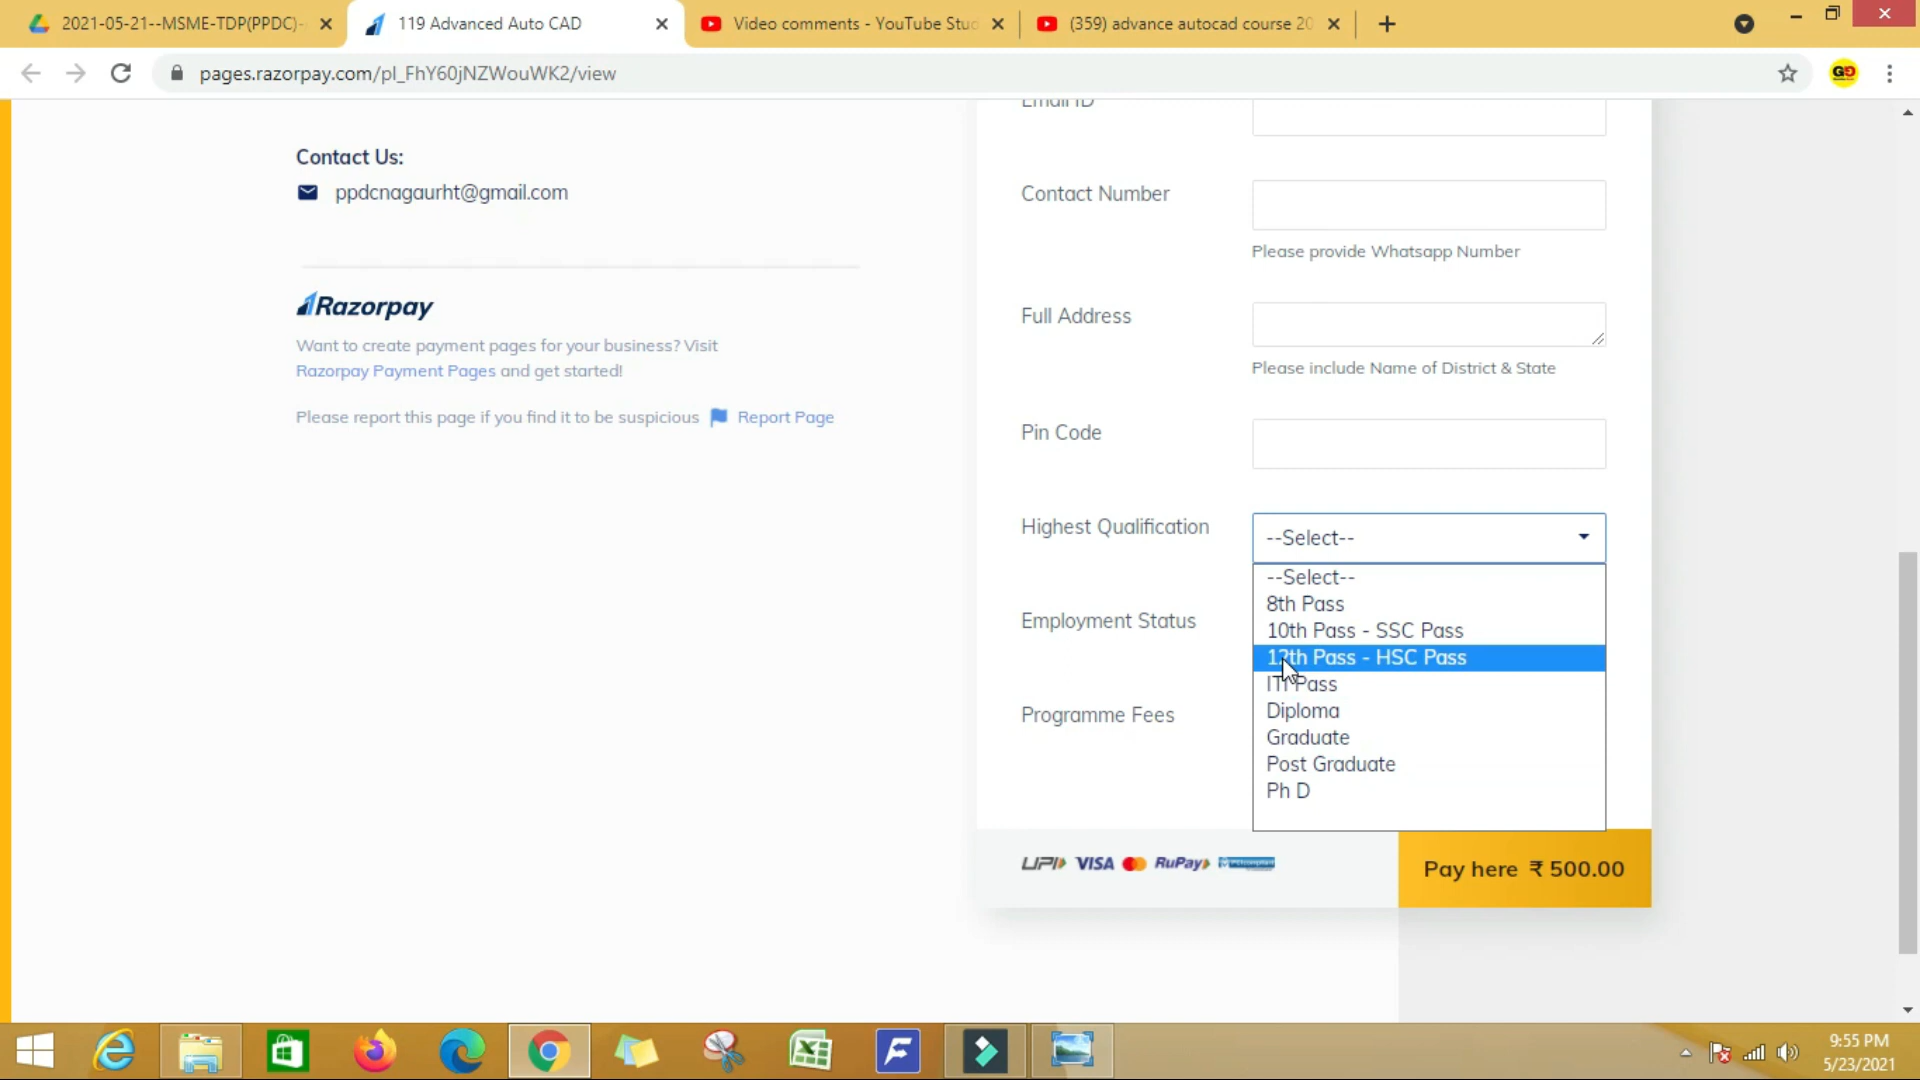 2021-05-21--MSME-TDP(PPDC)-
119 Advanced Auto CAD
Video comments - YouTube Stud
(359) advance autocad course 20
pages.razorpay.com/pl_FhY60jNZWouWK2/view
Contact Us:
ppdcnagaurht@gmail.com
Razorpay
Want to create payment pages for your business? Visit
Razorpay Payment Pages and get started!
Please report this page if you find it to be suspicious Report Page
Email ID
Contact Number
Please provide Whatsapp Number
Full Address
Please include Name of District & State
Pin Code
Highest Qualification
--Select--
--Select--
8th Pass
10th Pass - SSC Pass
12th Pass - HSC Pass
ITI Pass
Diploma
Graduate
Post Graduate
Ph D
Employment Status
Programme Fees
UPI VISA RuPay
Pay here ₹ 500.00
9:55 PM
5/23/2021